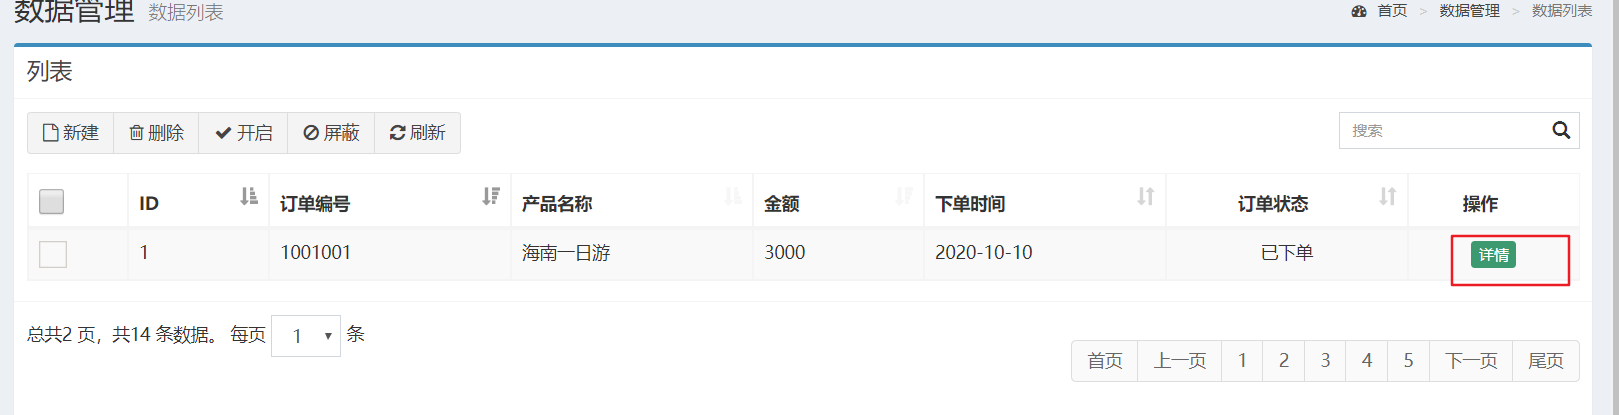 数据管理 数据列表
首页 > 数据管理 > 数据列表
列表
新建 删除 开启 屏蔽 刷新
搜索
ID 订单编号 产品名称 金额 下单时间 订单状态 操作
1 1001001 海南一日游 3000 2020-10-10 已下单 详情
总共2 页，共14 条数据。 每页 1 条
首页 上一页 1 2 3 4 5 下一页 尾页